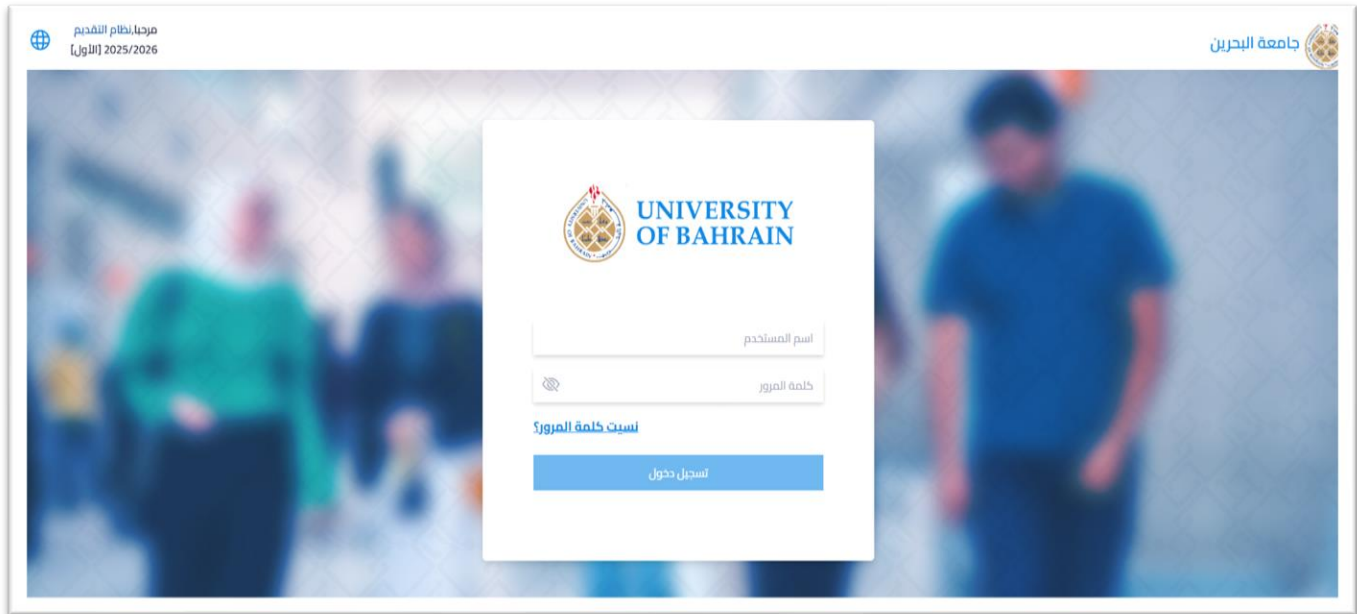 جامعة البحرين
مرحبا,نظام التقديم
2025/2026 [الأول]
UNIVERSITY
OF BAHRAIN
اسم المستخدم
كلمة المرور
نسيت كلمة المرور؟
تسجيل دخول